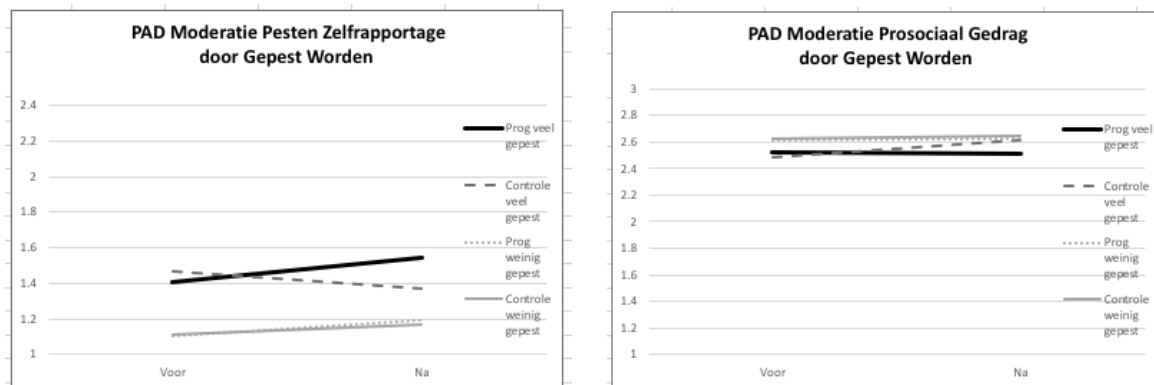 PAD Moderatie Pesten Zelfrapportage
door Gepest Worden
2.4
2.2
2
1.8
1.6
1.4
1.2
1
Voor
Na
Prog veel
gepest
Controle
veel
gepest
Prog
weinig
gepest
Controle
weinig
gepest
PAD Moderatie Prosociaal Gedrag
door Gepest Worden
3
2.8
2.6
2.4
2.2
2
1.8
1.6
1.4
1.2
1
Voor
Na
Prog veel
gepest
Controle
veel
gepest
Prog
weinig
gepest
Controle
weinig
gepest